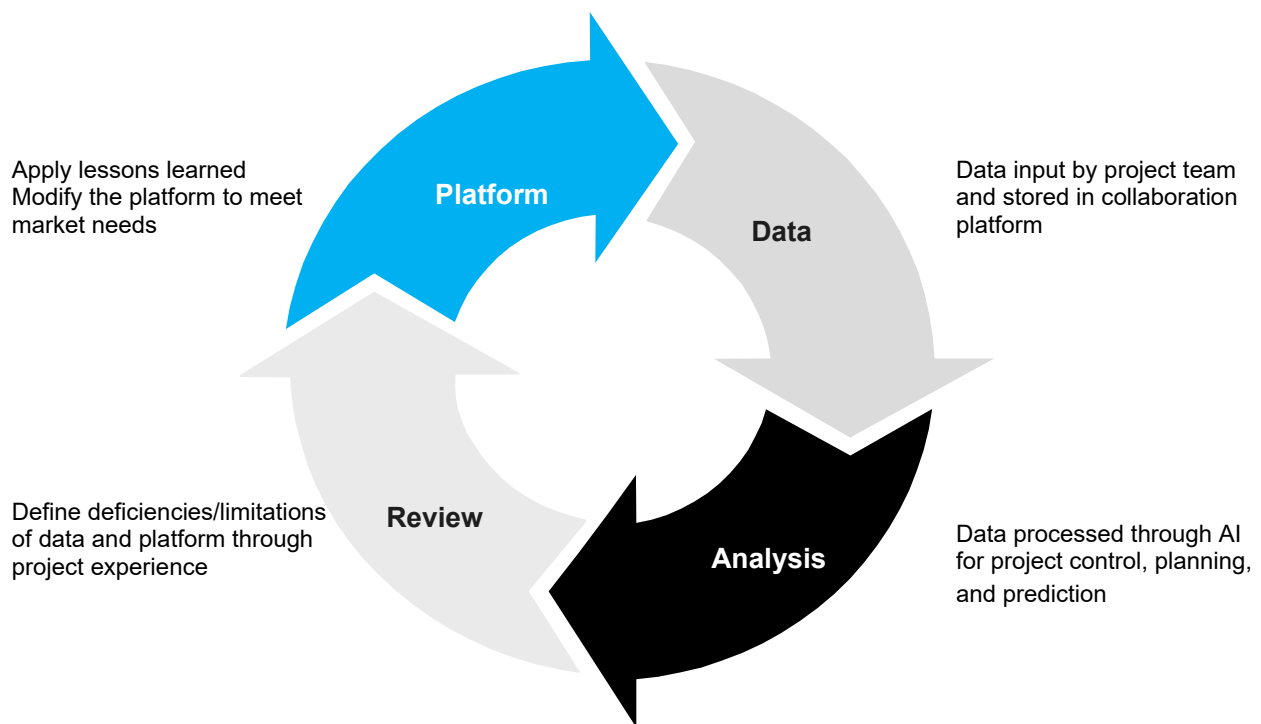 Apply lessons learned
Modify the platform to meet
market needs
Platform
Data
Data input by project team
and stored in collaboration
platform
Define deficiencies/limitations
of data and platform through
project experience
Review
Analysis
Data processed through AI
for project control, planning,
and prediction